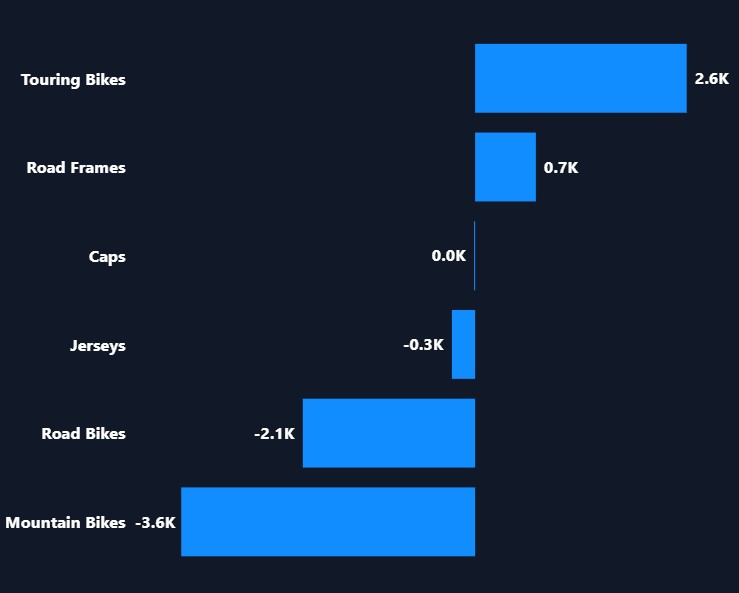 Touring Bikes 2.6K
Road Frames 0.7K
Caps 0.0K
Jerseys -0.3K
Road Bikes -2.1K
Mountain Bikes -3.6K